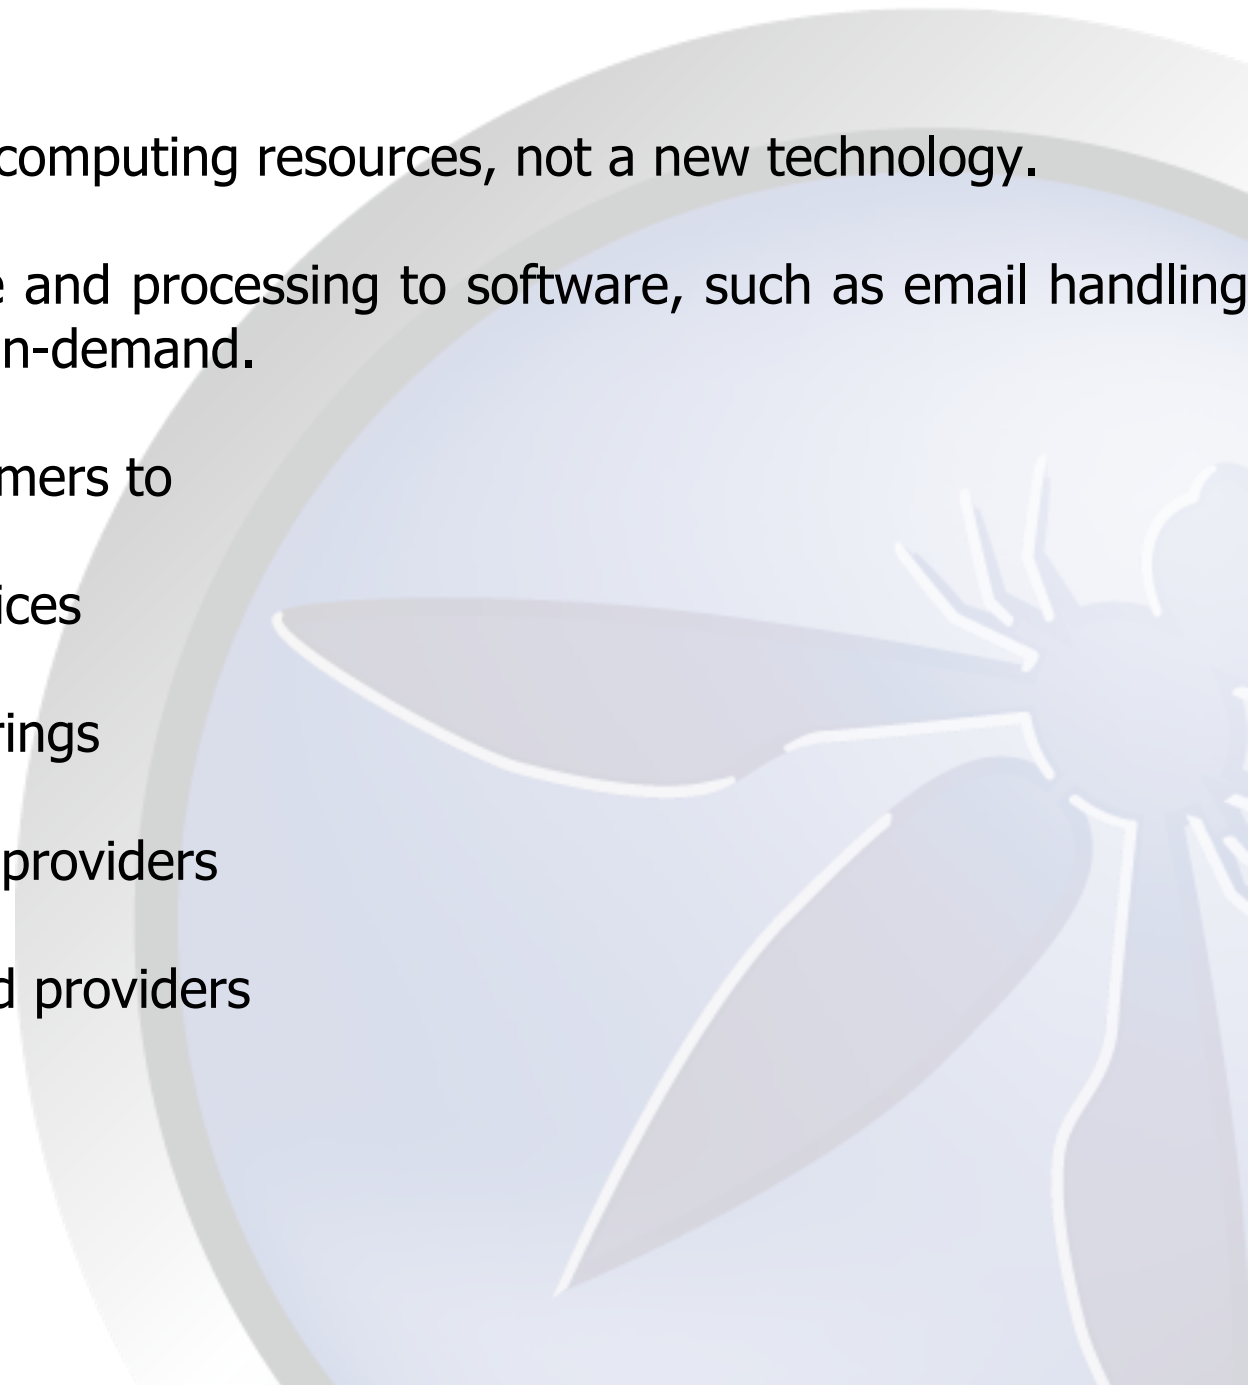 computing resources, not a new technology.
e and processing to software, such as email handling
n-demand.
mers to
ices
rings
providers
d providers